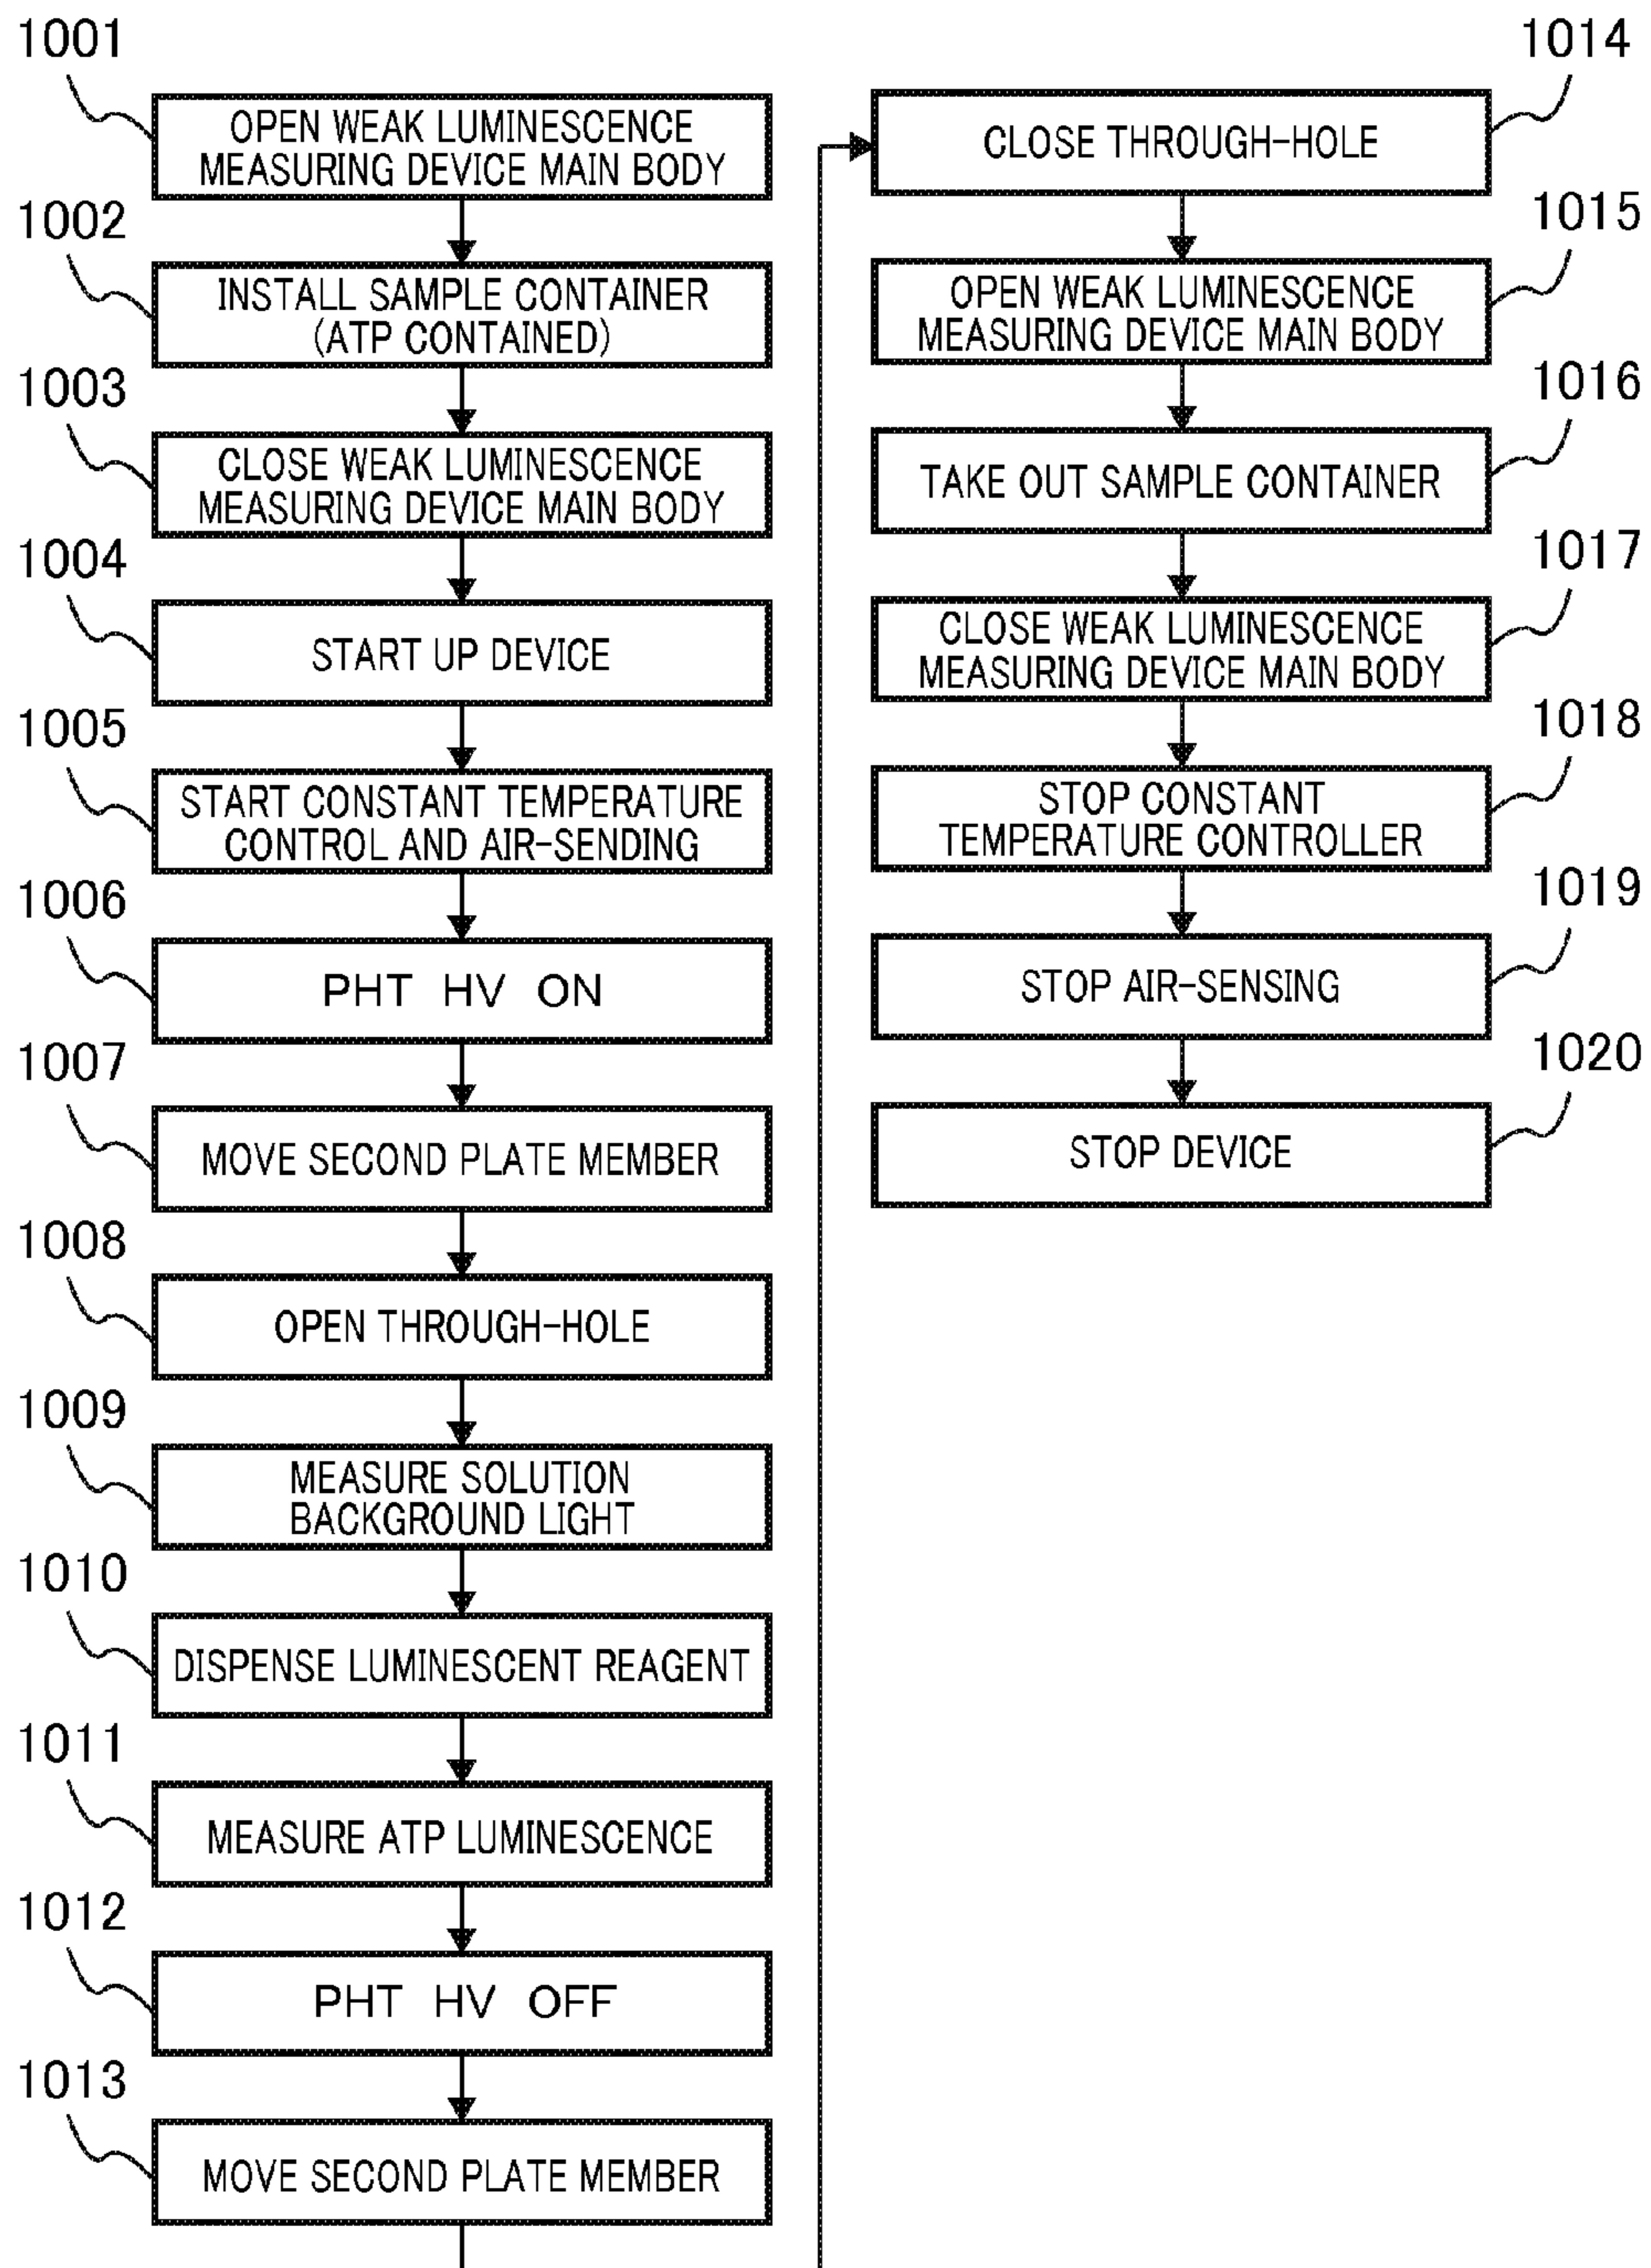 1001
OPEN WEAK LUMINESCENCE
MEASURING DEVICE MAIN BODY
1002
INSTALL SAMPLE CONTAINER
(ATP CONTAINED)
1003
CLOSE WEAK LUMINESCENCE
MEASURING DEVICE MAIN BODY
1004
START UP DEVICE
1005
START CONSTANT TEMPERATURE
CONTROL AND AIR-SENDING
1006
PHT HV ON
1007
MOVE SECOND PLATE MEMBER
1008
OPEN THROUGH-HOLE
1009
MEASURE SOLUTION
BACKGROUND LIGHT
1010
DISPENSE LUMINESCENT REAGENT
1011
MEASURE ATP LUMINESCENCE
1012
PHT HV OFF
1013
MOVE SECOND PLATE MEMBER
1014
CLOSE THROUGH-HOLE
1015
OPEN WEAK LUMINESCENCE
MEASURING DEVICE MAIN BODY
1016
TAKE OUT SAMPLE CONTAINER
1017
CLOSE WEAK LUMINESCENCE
MEASURING DEVICE MAIN BODY
1018
STOP CONSTANT
TEMPERATURE CONTROLLER
1019
STOP AIR-SENSING
1020
STOP DEVICE